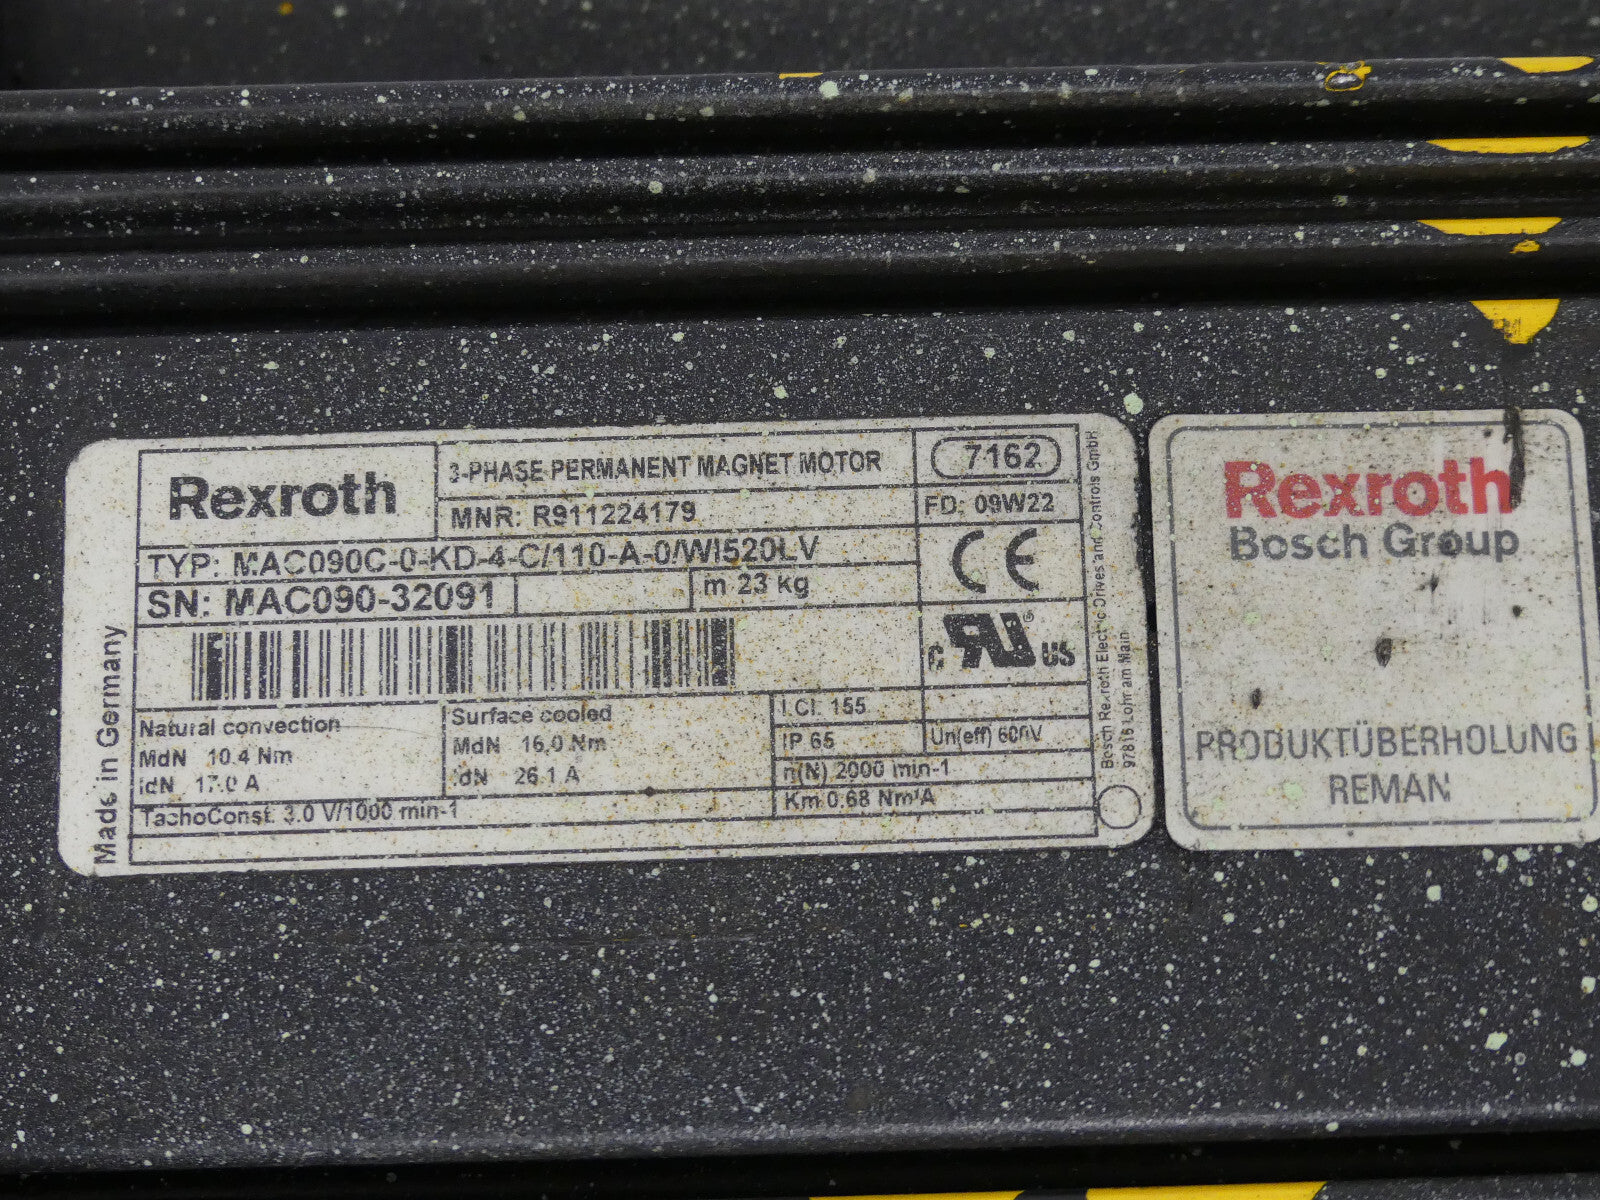 Rexroth
3-PHASE PERMANENT MAGNET MOTOR
7162
MNR: R911224179
FD: 09W22
TYP: MAC090C-0-KD-4-C/110-A-0/WI520LV
SN: MAC090-32091
m 23 kg
CE
C RU ® US
Natural convection
MdN 10.4 Nm
IdN 17.0 A
Surface cooled
MdN 16.0 Nm
IdN 26.1 A
I.Cl. 155
IP 65
Un(eff) 600V
n(N) 2000 min-1
Km 0.68 Nm/A
TachoConst. 3.0 V/1000 min-1
Made in Germany
Bosch Rexroth Electric Drives and Controls GmbH
97816 Lohr am Main
Rexroth
Bosch Group
PRODUKTÜBERHOLUNG
REMAN